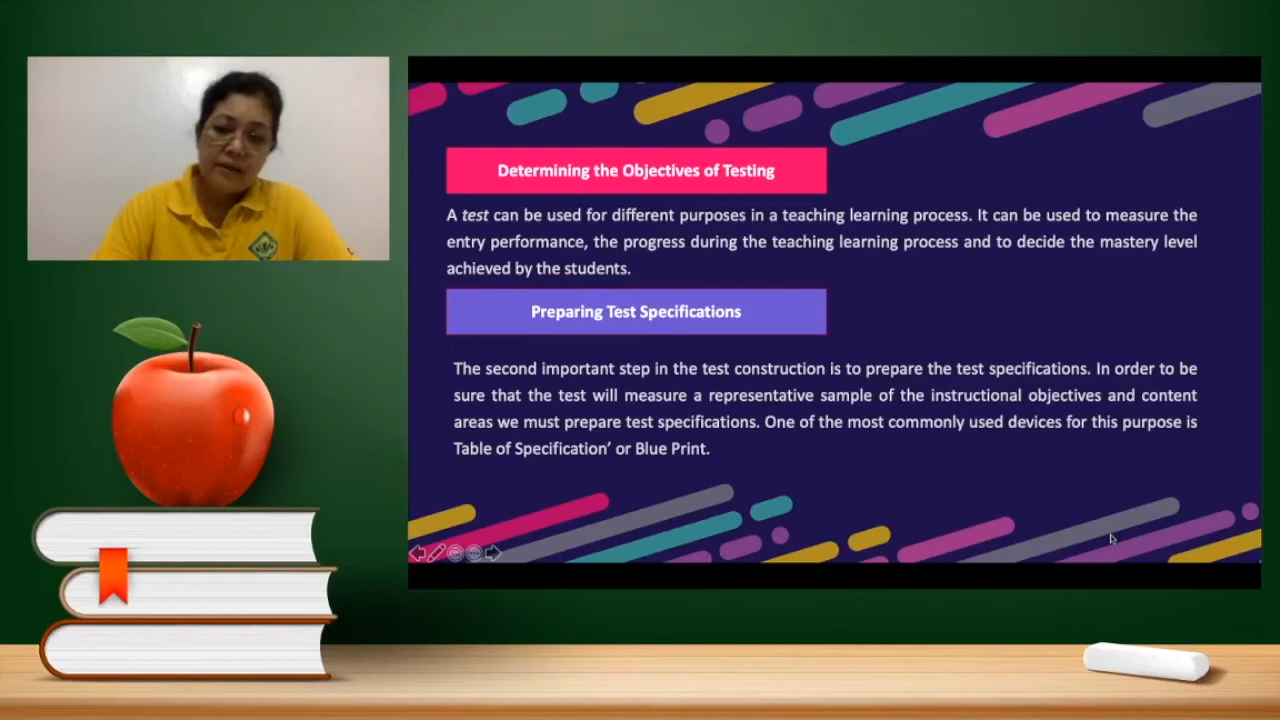 Determining the Objectives of Testing
A test can be used for different purposes in a teaching learning process. It can be used to measure the
entry performance, the progress during the teaching learning process and to decide the mastery level
achieved by the students.
Preparing Test Specifications
The second important step in the test construction is to prepare the test specifications. In order to be
sure that the test will measure a representative sample of the instructional objectives and content
areas we must prepare test specifications. One of the most commonly used devices for this purpose is
Table of Specification’ or Blue Print.